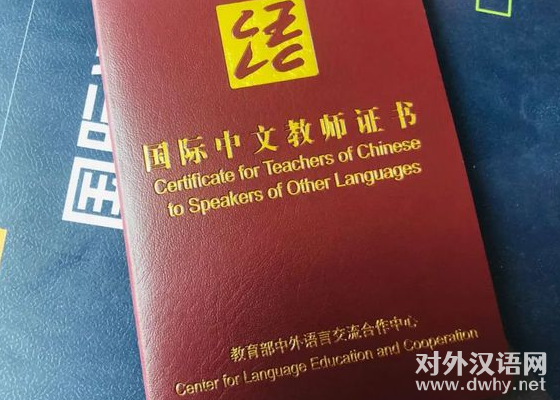 国际中文教师证书
Certificate for Teachers of Chinese
to Speakers of Other Languages
教育部中外语言交流合作中心
Center for Language Education and Cooperation
国际
对外汉语网
www.dwhy.net